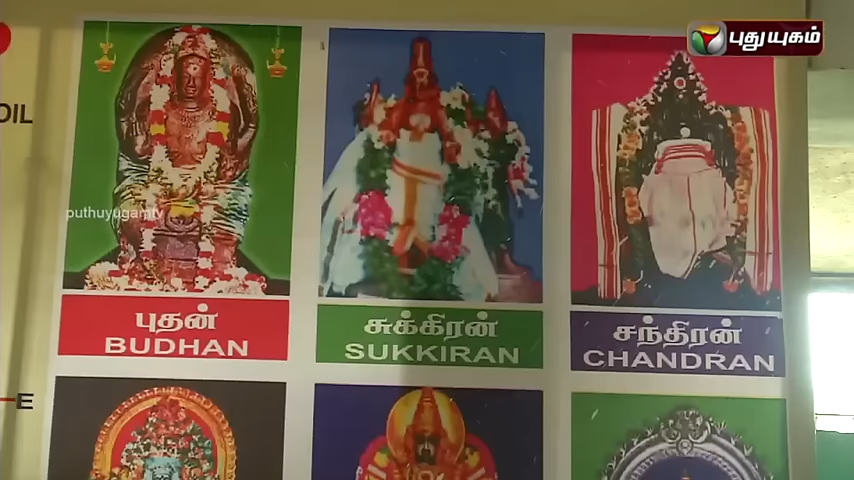 புதுயுகம்
OIL
puthuyugamtv
புதன்
BUDHAN
சுக்கிரன்
SUKKIRAN
சந்திரன்
CHANDRAN
E